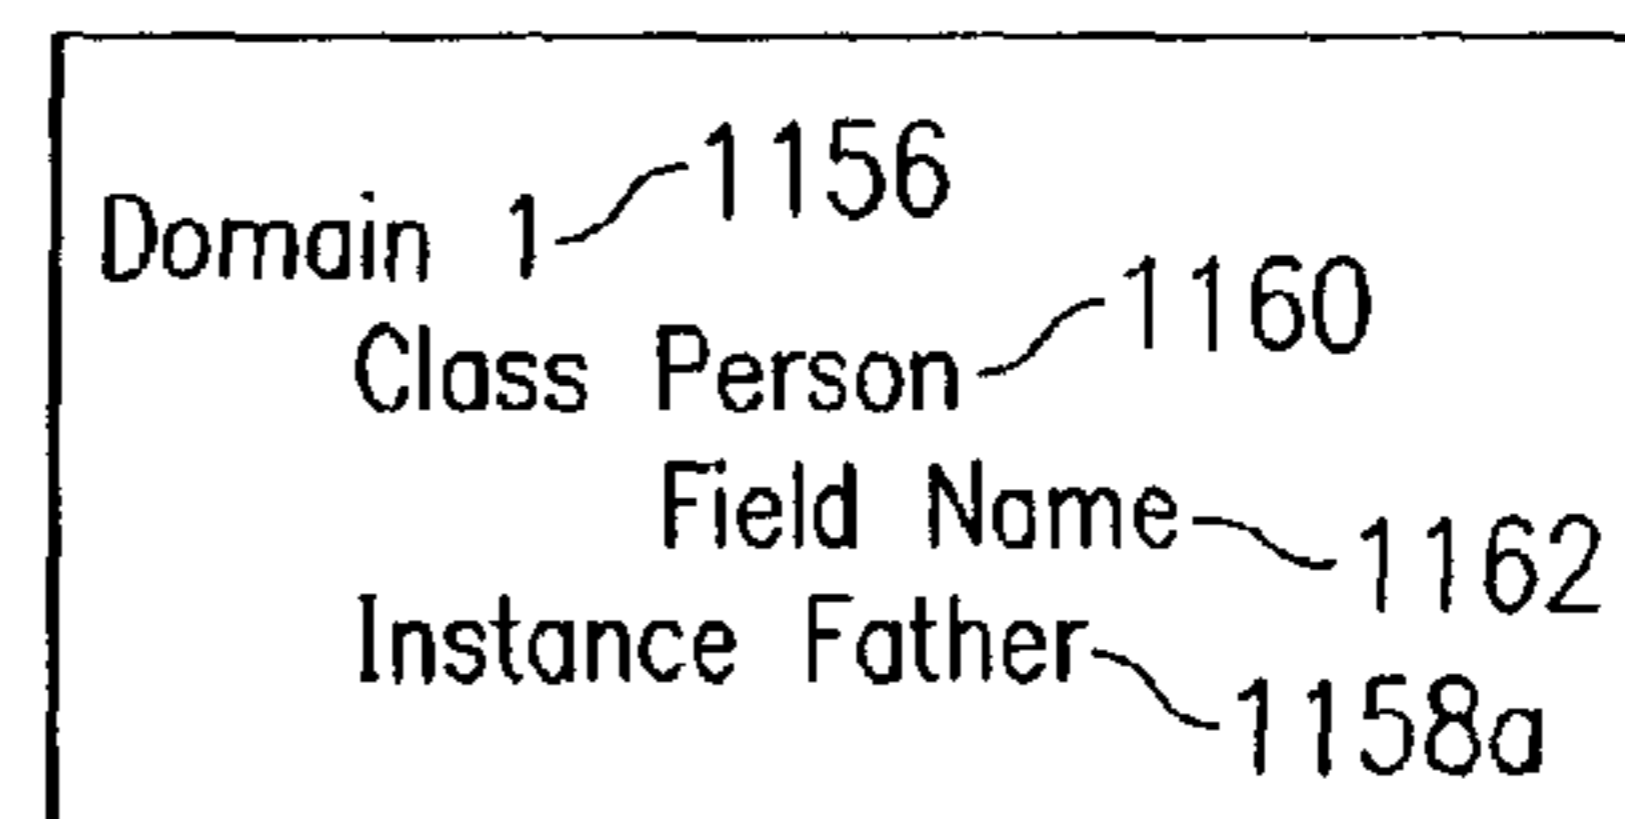 Domain 1 1156
Class Person 1160
Field Name 1162
Instance Father 1158a